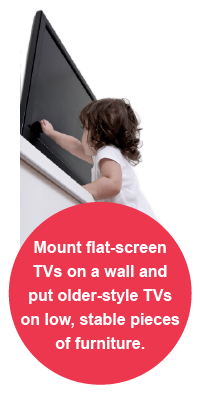 Mount flat-screen
TVs on a wall and
put older-style TVs
on low, stable pieces
of furniture.